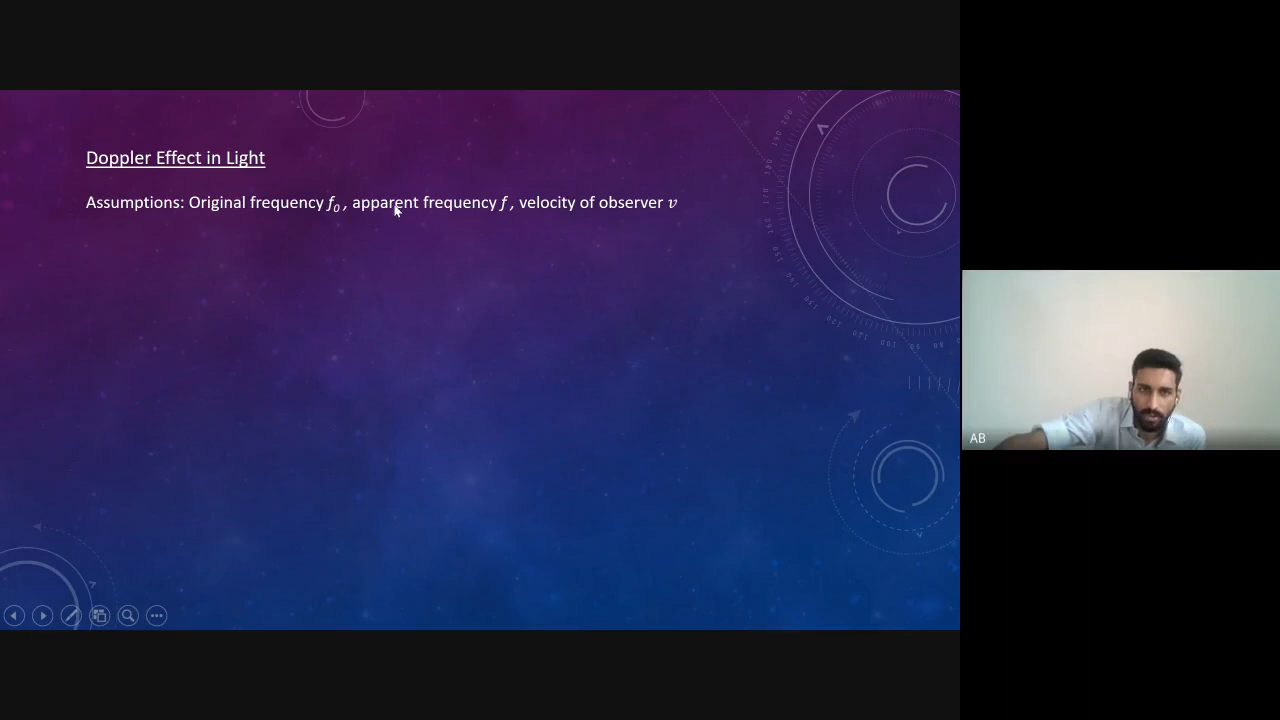 Doppler Effect in Light
Assumptions: Original frequency f₀ , apparent frequency f , velocity of observer v
AB